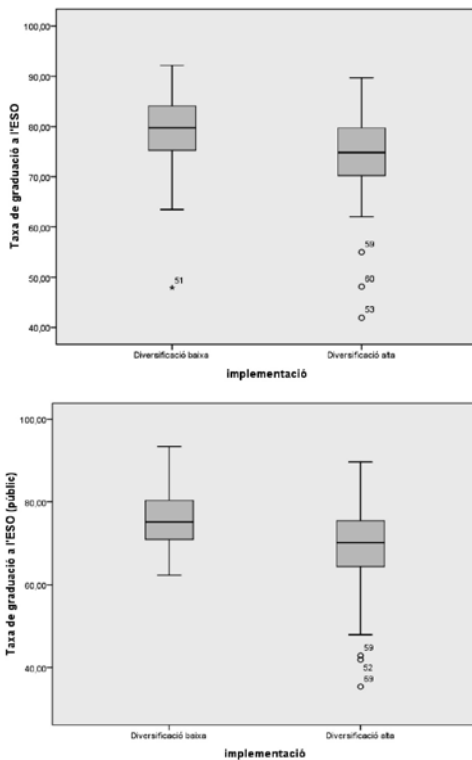 Taxa de graduació a l'ESO
100,00
90,00
80,00
70,00
60,00
50,00
40,00
51
59
60
53
Diversificació baixa
Diversificació alta
implementació
Taxa de graduació a l'ESO (públic)
100,00
80,00
60,00
40,00
59
52
69
Diversificació baixa
Diversificació alta
implementació